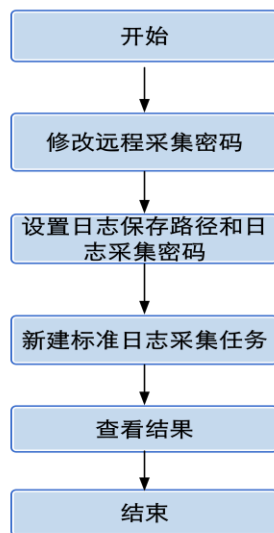 开始
修改远程采集密码
设置日志保存路径和日
志采集密码
新建标准日志采集任务
查看结果
结束